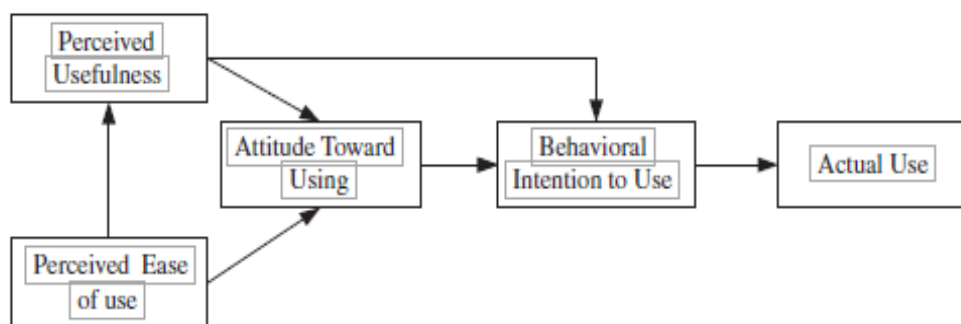 Perceived
Usefulness
Attitude Toward
Using
Behavioral
Intention to Use
Actual Use
Perceived Ease
of use